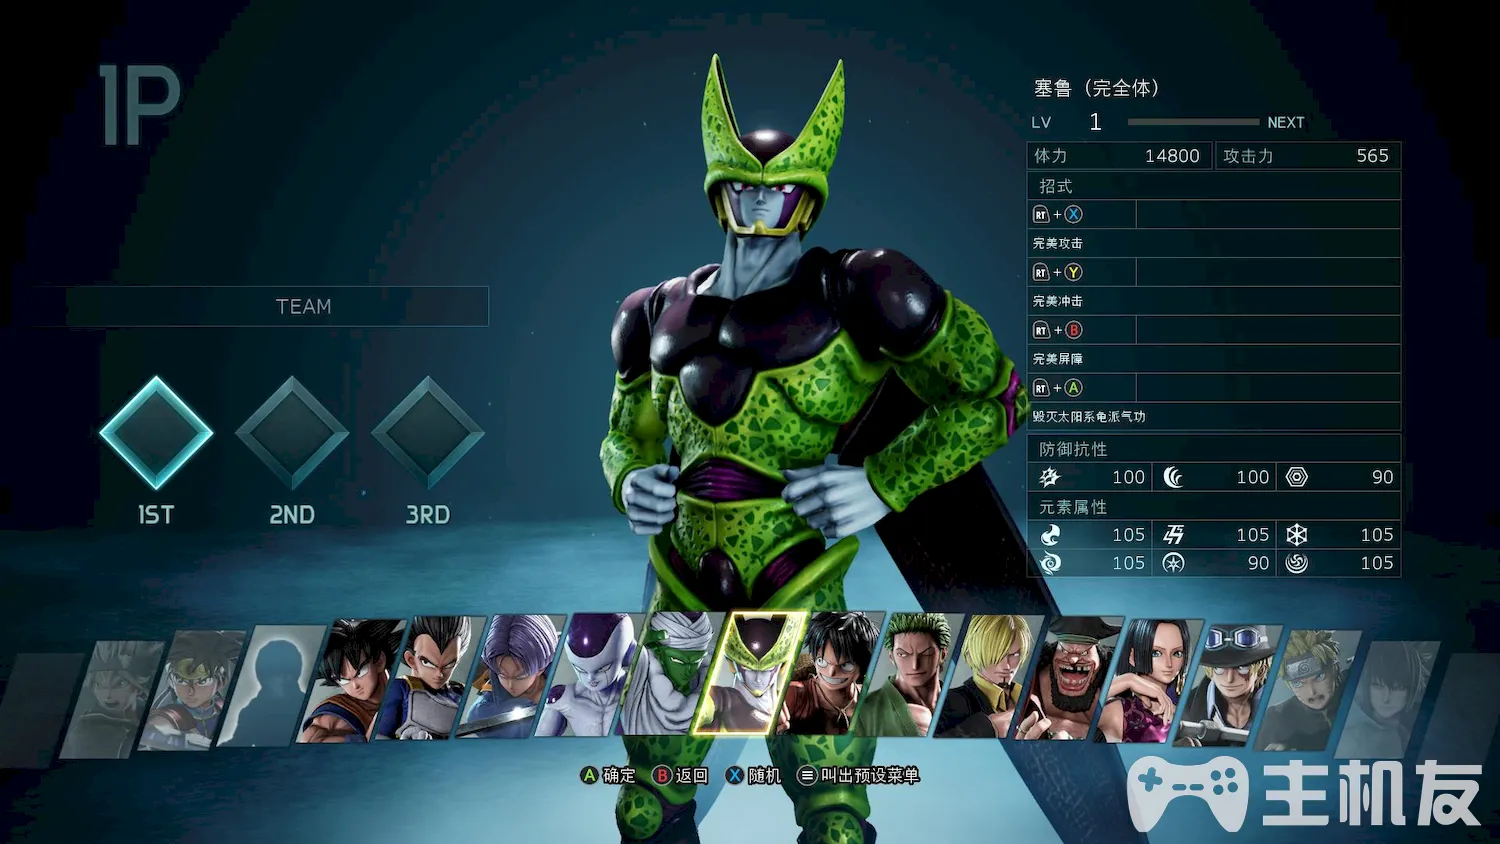 1P
塞鲁（完全体）
LV 1 NEXT
体力 14800 攻击力 565
招式
RT + X
完美攻击
RT + Y
完美冲击
RT + B
完美屏障
RT + A
毁灭太阳系龟派气功
防御抗性
100 100 90
元素属性
105 105 105
105 90 105
TEAM
1ST 2ND 3RD
A 确定 B 返回 X 随机 叫出预设菜单
主机友